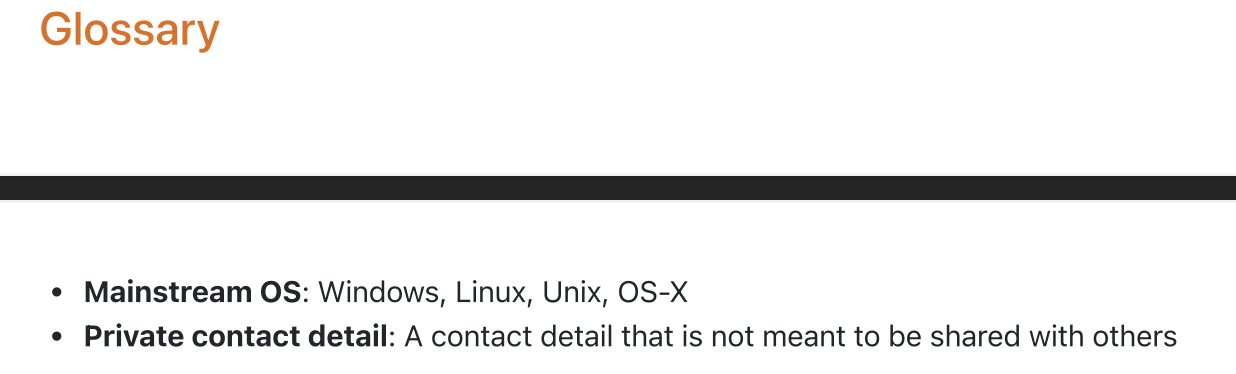 Glossary
• Mainstream OS: Windows, Linux, Unix, OS-X
• Private contact detail: A contact detail that is not meant to be shared with others